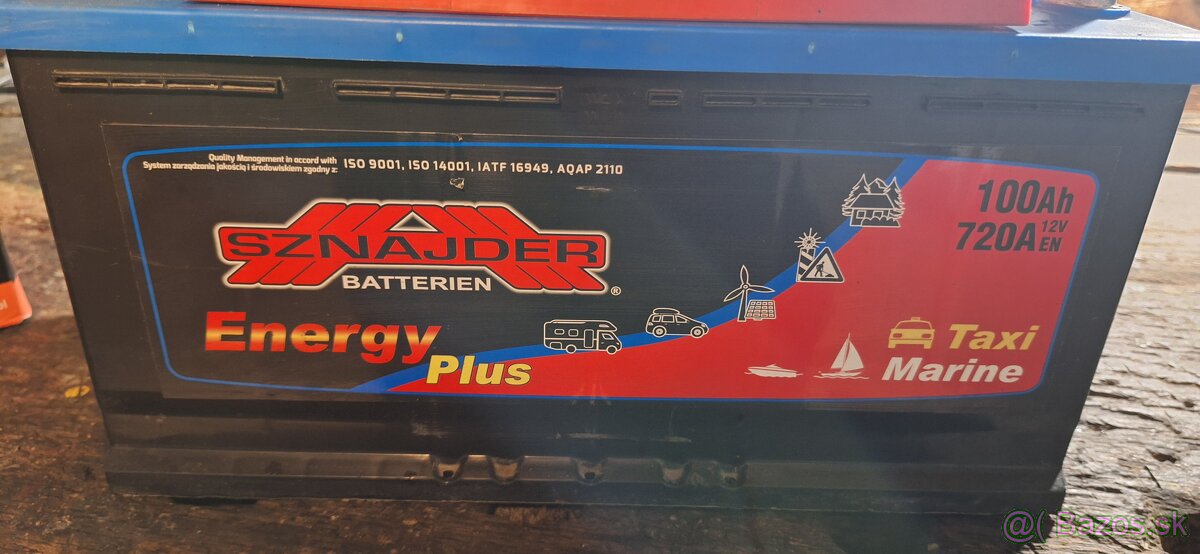 Quality Management in accord with
System zarządzania jakością i środowiskiem zgodny z:
ISO 9001, ISO 14001, IATF 16949, AQAP 2110
SZNAJDER
BATTERIEN
®
Energy
Plus
100Ah
720A 12V EN
Taxi
Marine
@( Bazos.sk